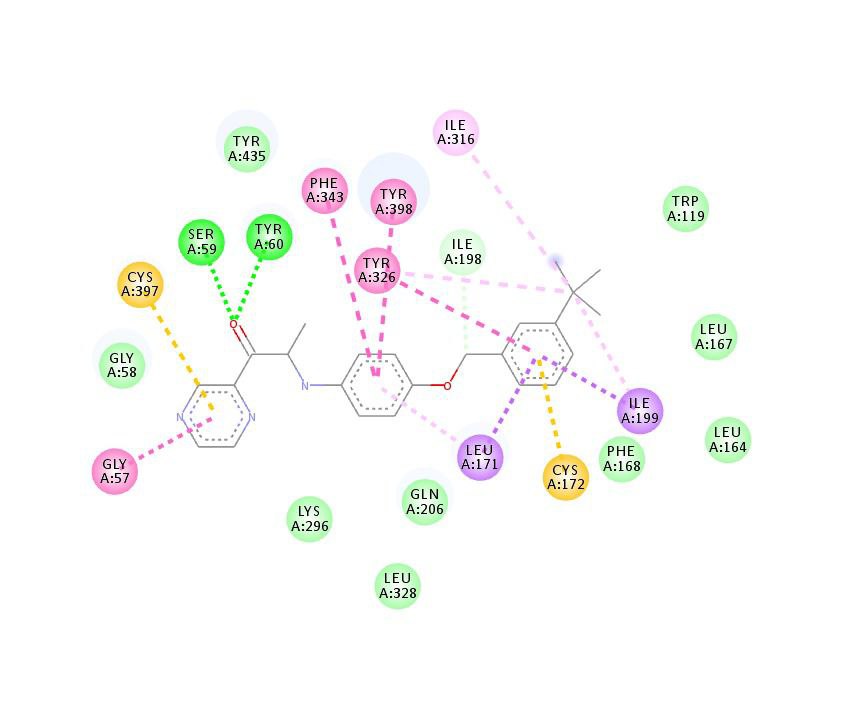 ILE
A:316
TYR
A:435
PHE
A:343
TYR
A:398
TRP
A:119
SER
A:59
TYR
A:60
ILE
A:198
TYR
A:326
CYS
A:397
O
LEU
A:167
GLY
A:58
N
O
ILE
A:199
N
N
LEU
A:164
LEU
A:171
PHE
A:168
GLY
A:57
CYS
A:172
GLN
A:206
LYS
A:296
LEU
A:328